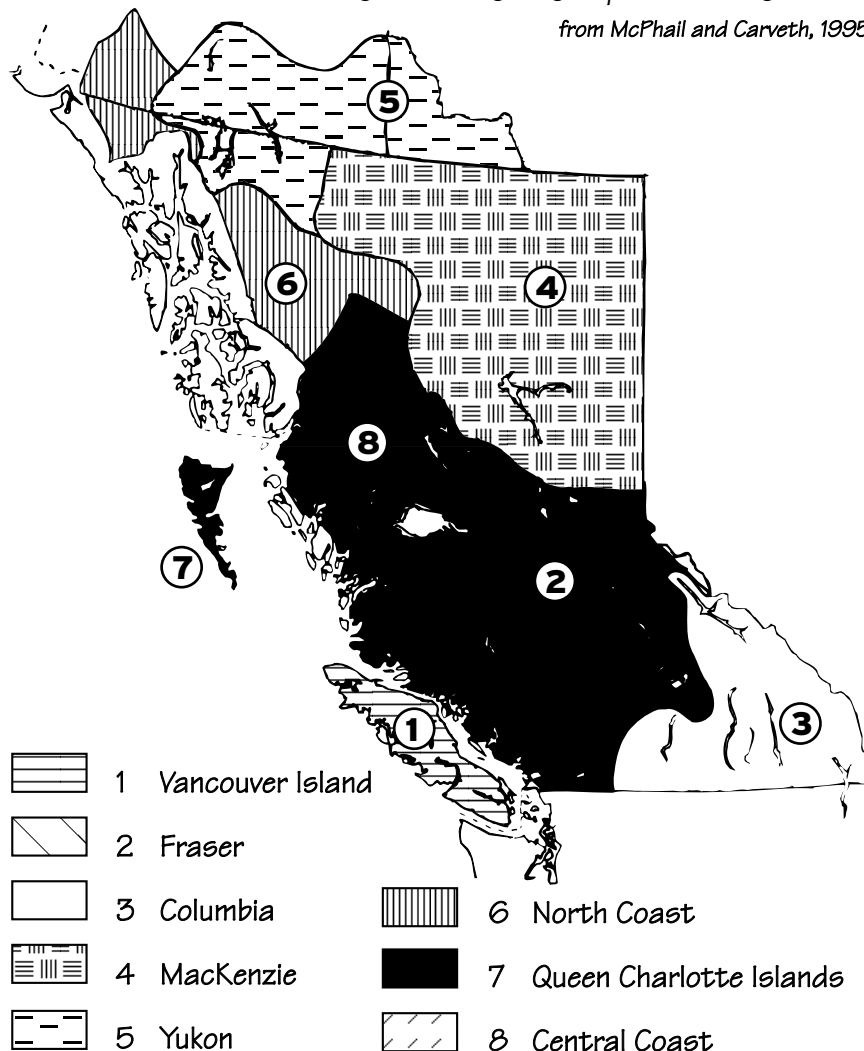 from McPhail and Carveth, 1995
5
6
4
8
7
2
1
3
1 Vancouver Island
2 Fraser
3 Columbia
4 MacKenzie
5 Yukon
6 North Coast
7 Queen Charlotte Islands
8 Central Coast